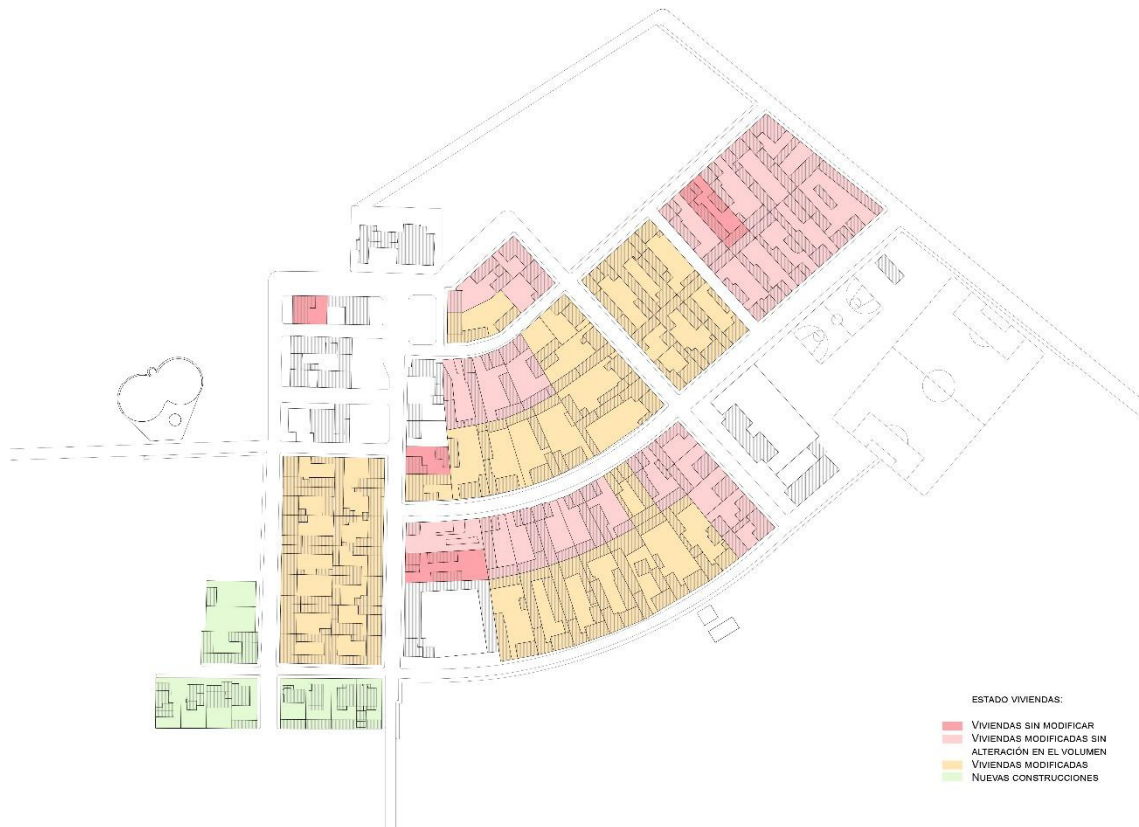 ESTADO VIVIENDAS:
VIVIENDAS SIN MODIFICAR
VIVIENDAS MODIFICADAS SIN
ALTERACIÓN EN EL VOLUMEN
VIVIENDAS MODIFICADAS
NUEVAS CONSTRUCCIONES